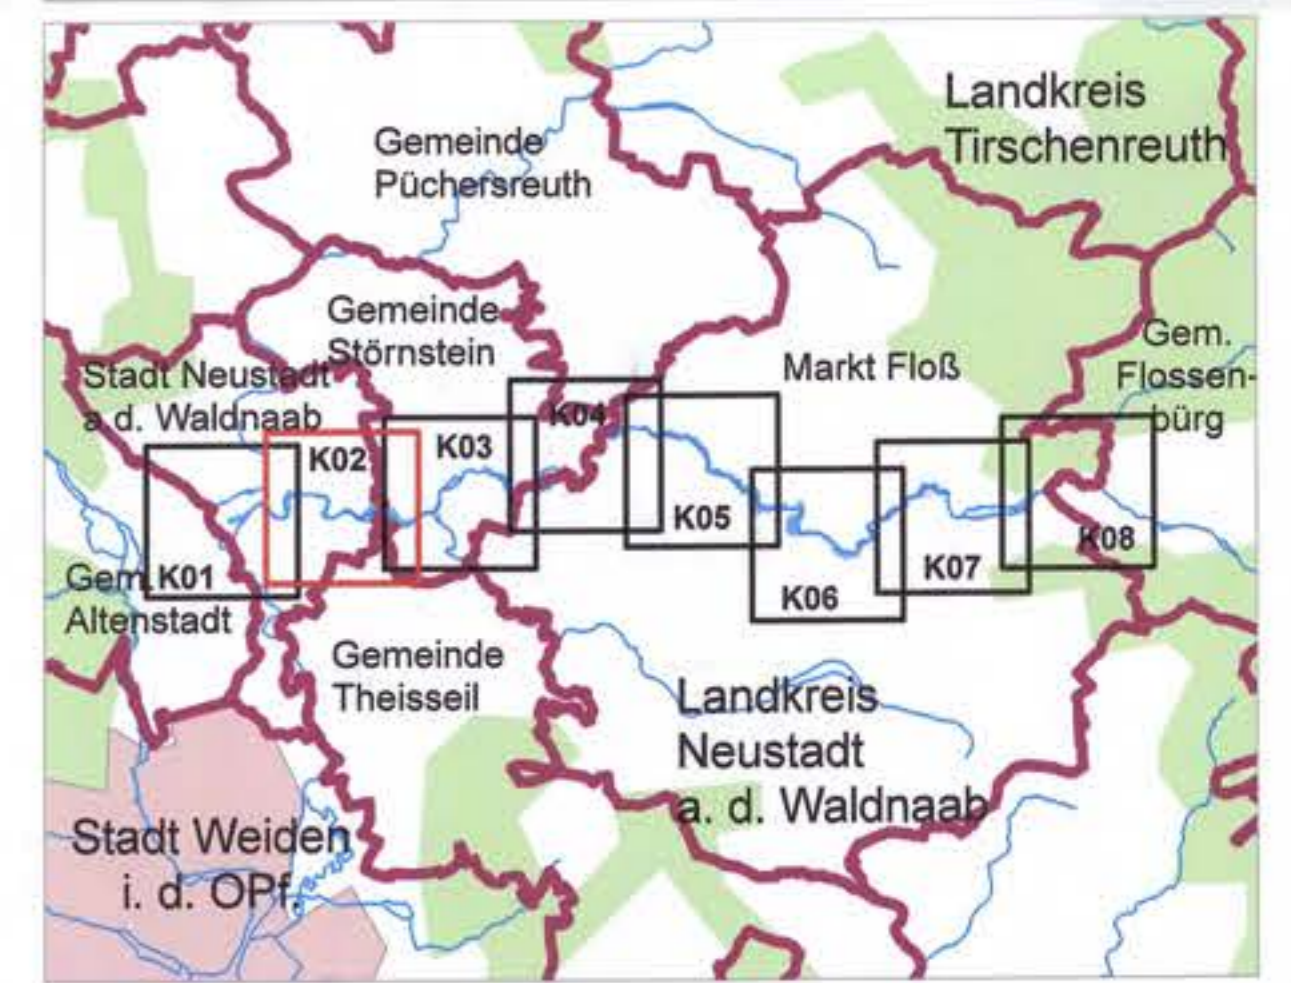 Landkreis
Tirschenreuth
Gemeinde
Püchersreuth
Gemeinde
Störnstein
Gem.
Flossen-
bürg
Markt Floß
Stadt Neustadt
a d. Waldnaab
K04
K03
K02
K05
K08
K07
K01
K06
Gem.
Altenstadt
Gemeinde
Theisseil
Landkreis
Neustadt
a. d. Waldnaab
Stadt Weiden
i. d. OPf.